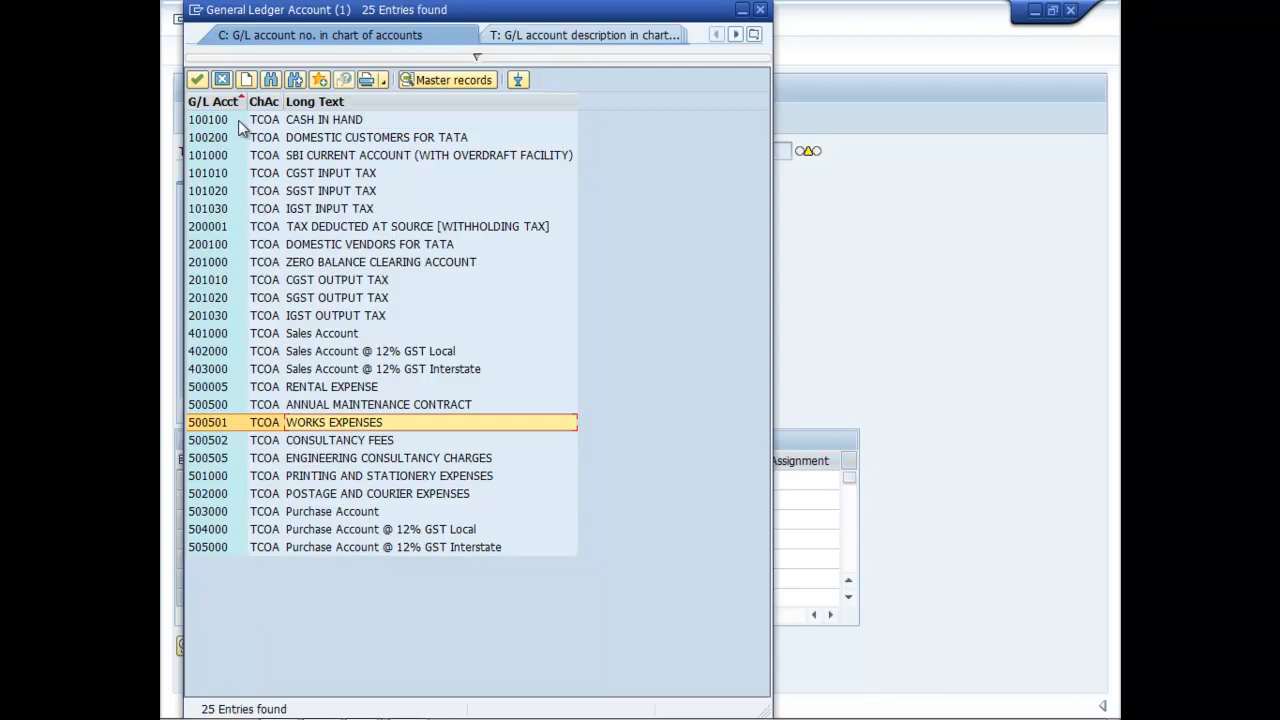 General Ledger Account (1)   25 Entries found
C: G/L account no. in chart of accounts   T: G/L account description in chart...
Master records
G/L Acct ChAc Long Text
100100 TCOA CASH IN HAND
100200 TCOA DOMESTIC CUSTOMERS FOR TATA
101000 TCOA SBI CURRENT ACCOUNT (WITH OVERDRAFT FACILITY)
101010 TCOA CGST INPUT TAX
101020 TCOA SGST INPUT TAX
101030 TCOA IGST INPUT TAX
200001 TCOA TAX DEDUCTED AT SOURCE [WITHHOLDING TAX]
200100 TCOA DOMESTIC VENDORS FOR TATA
201000 TCOA ZERO BALANCE CLEARING ACCOUNT
201010 TCOA CGST OUTPUT TAX
201020 TCOA SGST OUTPUT TAX
201030 TCOA IGST OUTPUT TAX
401000 TCOA Sales Account
402000 TCOA Sales Account @ 12% GST Local
403000 TCOA Sales Account @ 12% GST Interstate
500005 TCOA RENTAL EXPENSE
500500 TCOA ANNUAL MAINTENANCE CONTRACT
500501 TCOA WORKS EXPENSES
500502 TCOA CONSULTANCY FEES
500505 TCOA ENGINEERING CONSULTANCY CHARGES
501000 TCOA PRINTING AND STATIONERY EXPENSES
502000 TCOA POSTAGE AND COURIER EXPENSES
503000 TCOA Purchase Account
504000 TCOA Purchase Account @ 12% GST Local
505000 TCOA Purchase Account @ 12% GST Interstate
Assignment
25 Entries found